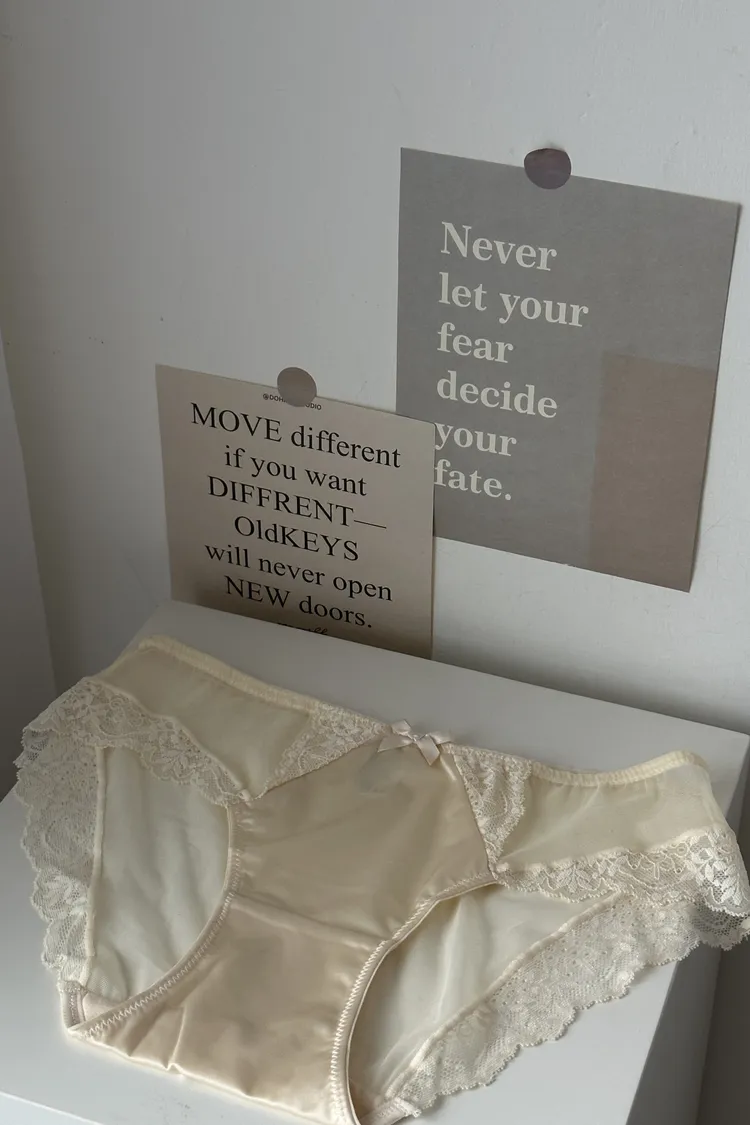 MOVE different
if you want
DIFFRENT—
OldKEYS
will never open
NEW doors.
Never
let your
fear
decide
your
fate.